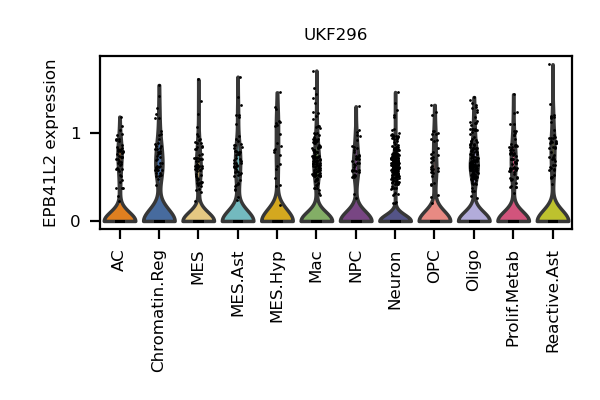 UKF296
EPB41L2 expression
1
0
AC
Chromatin.Reg
MES
MES.Ast
MES.Hyp
Mac
NPC
Neuron
OPC
Oligo
Prolif.Metab
Reactive.Ast